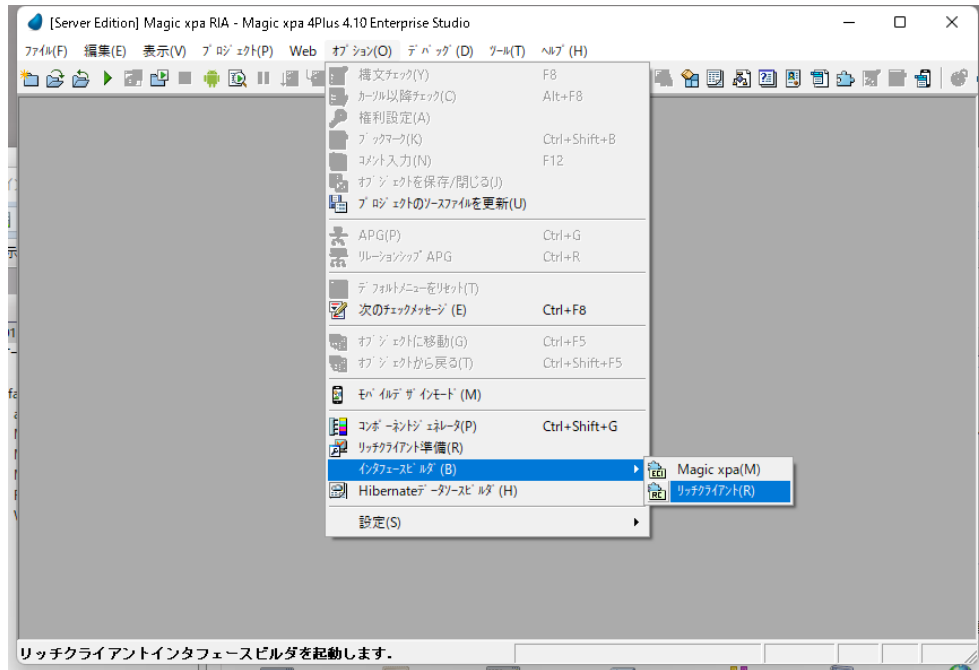 [Server Edition] Magic xpa RIA - Magic xpa 4Plus 4.10 Enterprise Studio
ﾌｧｲﾙ(F) 編集(E) 表示(V) ﾌﾟﾛｼﾞｪｸﾄ(P) Web ｵﾌﾟｼｮﾝ(O) ﾃﾞﾊﾞｯｸﾞ(D) ﾂｰﾙ(T) ﾍﾙﾌﾟ(H)
構文ﾁｪｯｸ(Y) F8
ｶｰｿﾙ以降ﾁｪｯｸ(C) Alt+F8
権利設定(A)
ﾌﾞｯｸﾏｰｸ(K) Ctrl+Shift+B
ｺﾒﾝﾄ入力(N) F12
ｵﾌﾞｼﾞｪｸﾄを保存/閉じる(J)
ﾌﾟﾛｼﾞｪｸﾄのｿｰｽﾌｧｲﾙを更新(U)
APG(P) Ctrl+G
ﾘﾚｰｼｮﾝｼｯﾌﾟAPG Ctrl+R
ﾃﾞﾌｫﾙﾄﾒﾆｭｰをﾘｾｯﾄ(T)
次のﾁｪｯｸﾒｯｾｰｼﾞ(E) Ctrl+F8
ｵﾌﾞｼﾞｪｸﾄに移動(G) Ctrl+F5
ｵﾌﾞｼﾞｪｸﾄから戻る(T) Ctrl+Shift+F5
ﾓﾊﾞｲﾙﾃﾞｻﾞｲﾝﾓｰﾄﾞ(M)
ｺﾝﾎﾟｰﾈﾝﾄｼﾞｪﾈﾚｰﾀ(P) Ctrl+Shift+G
ﾘｯﾁｸﾗｲｱﾝﾄ準備(R)
ｲﾝﾀﾌｪｰｽﾋﾞﾙﾀﾞ(B)
Magic xpa(M)
ﾘｯﾁｸﾗｲｱﾝﾄ(R)
Hibernateﾃﾞｰﾀｿｰｽﾋﾞﾙﾀﾞ(H)
設定(S)
リッチクライアントインタフェースビルダを起動します.